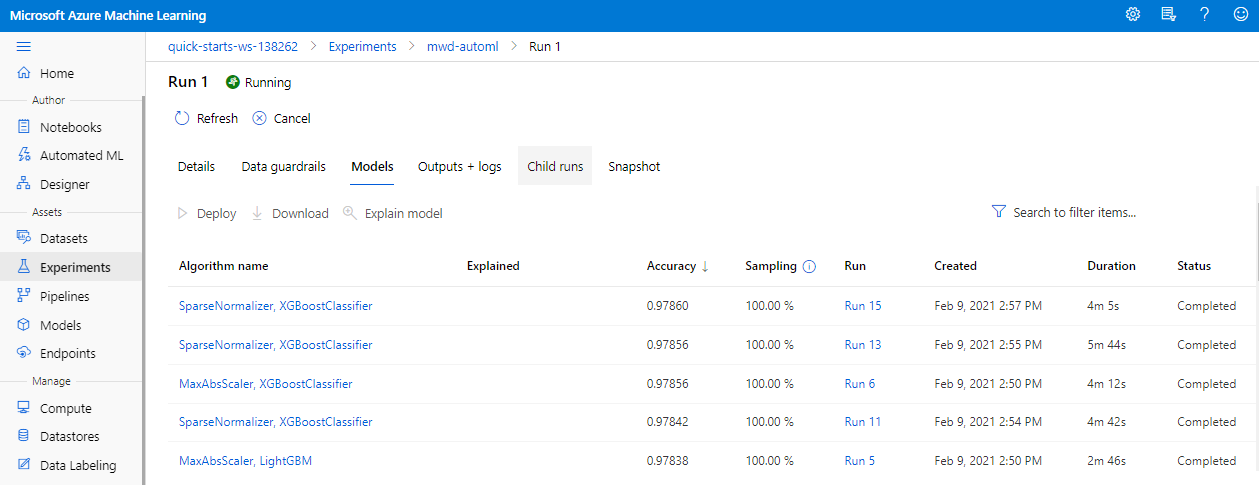 Microsoft Azure Machine Learning
quick-starts-ws-138262 > Experiments > mwd-automl > Run 1
Home
Author
Notebooks
Automated ML
Designer
Assets
Datasets
Experiments
Pipelines
Models
Endpoints
Manage
Compute
Datastores
Data Labeling
Run 1 Running
Refresh Cancel
Details Data guardrails Models Outputs + logs Child runs Snapshot
Deploy Download Explain model Search to filter items...
Algorithm name Explained Accuracy ↓ Sampling Run Created Duration Status
SparseNormalizer, XGBoostClassifier 0.97860 100.00 % Run 15 Feb 9, 2021 2:57 PM 4m 5s Completed
SparseNormalizer, XGBoostClassifier 0.97856 100.00 % Run 13 Feb 9, 2021 2:55 PM 5m 44s Completed
MaxAbsScaler, XGBoostClassifier 0.97856 100.00 % Run 6 Feb 9, 2021 2:50 PM 4m 12s Completed
SparseNormalizer, XGBoostClassifier 0.97842 100.00 % Run 11 Feb 9, 2021 2:54 PM 4m 42s Completed
MaxAbsScaler, LightGBM 0.97838 100.00 % Run 5 Feb 9, 2021 2:50 PM 2m 46s Completed